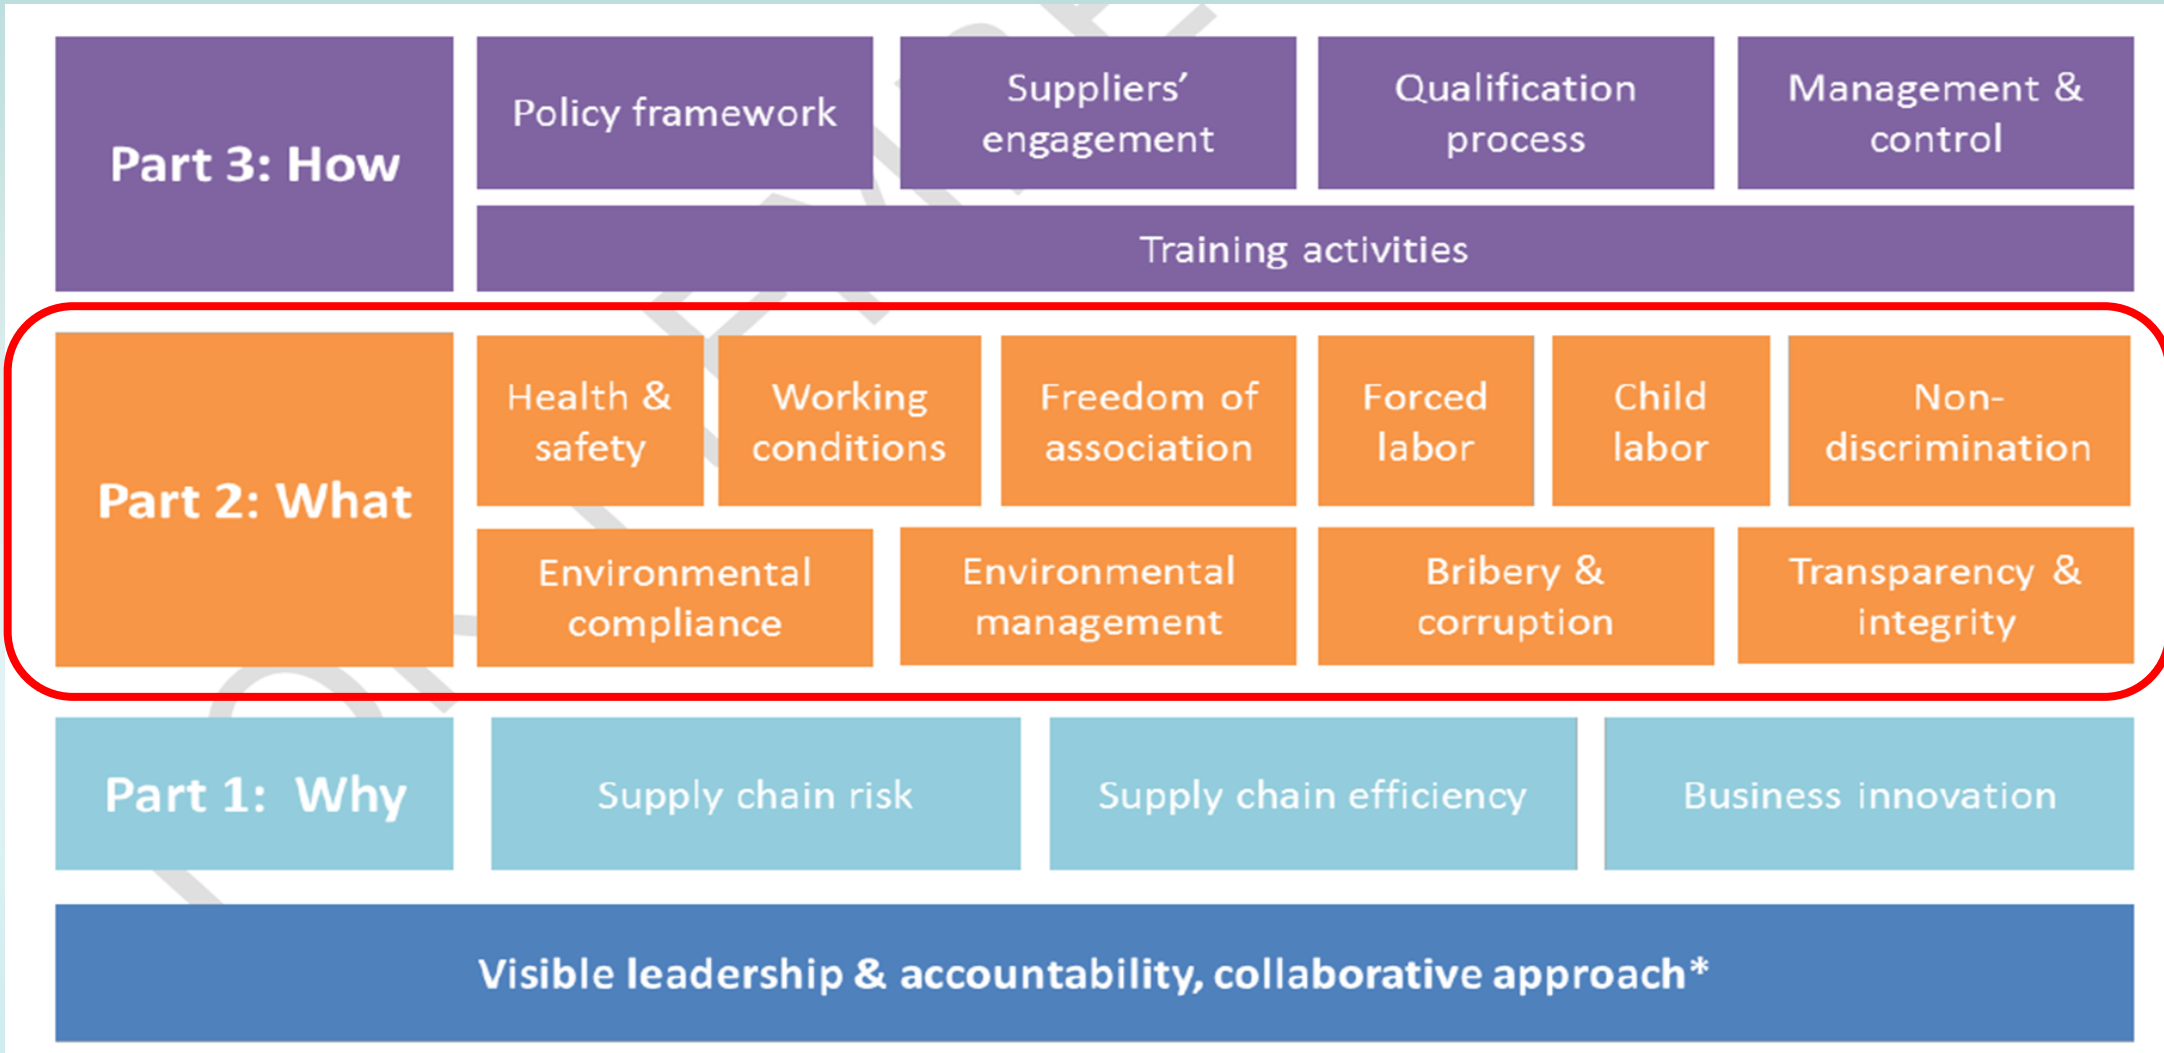 Part 3: How
Policy framework
Suppliers’
engagement
Qualification
process
Management &
control
Training activities
Part 2: What
Health &
safety
Working
conditions
Freedom of
association
Forced
labor
Child
labor
Non-
discrimination
Environmental
compliance
Environmental
management
Bribery &
corruption
Transparency &
integrity
Part 1:  Why
Supply chain risk
Supply chain efficiency
Business innovation
Visible leadership & accountability, collaborative approach*